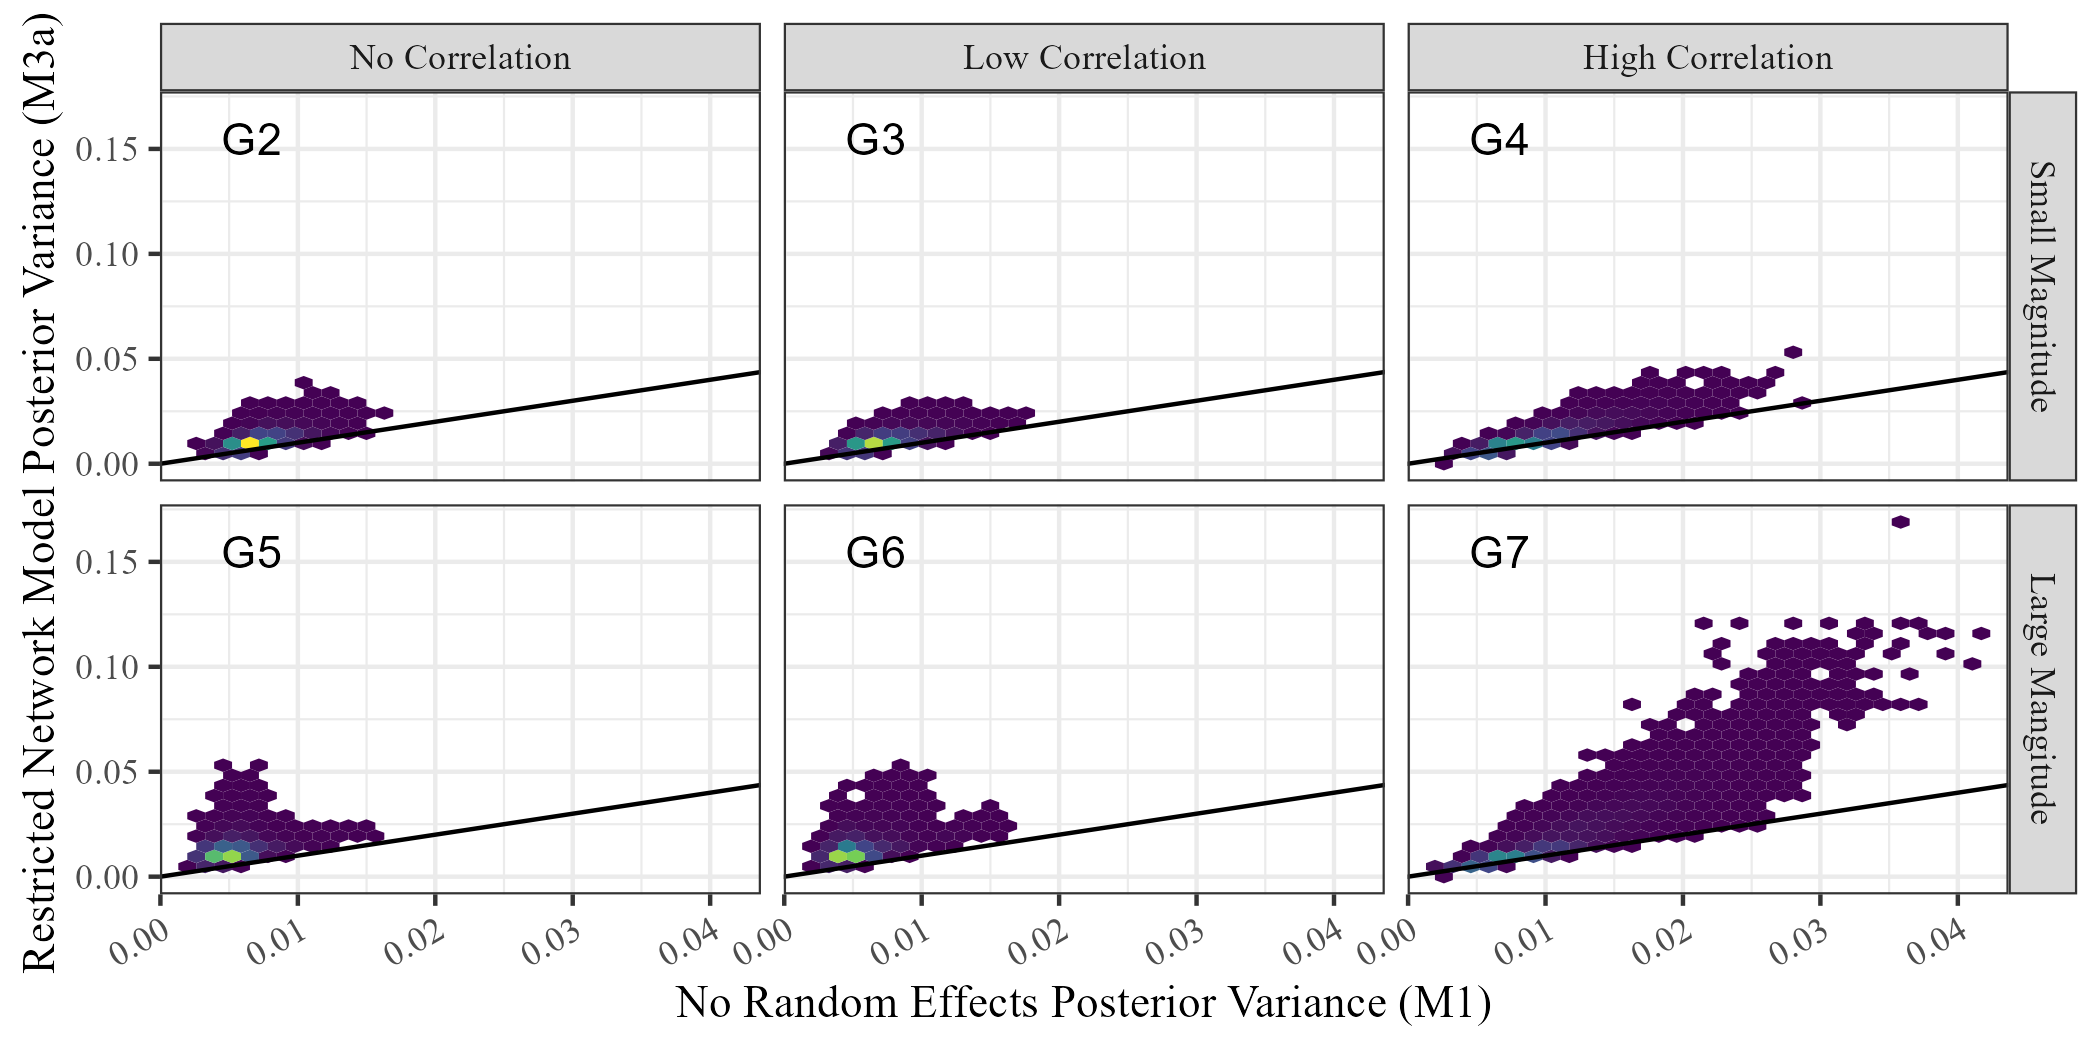 No Correlation
Low Correlation
High Correlation
Restricted Network Model Posterior Variance (M3a)
G2
G3
G4
0.15
0.10
0.05
0.00
Small Magnitude
G5
G6
G7
0.15
0.10
0.05
0.00
Large Mangitude
0.00 0.01 0.02 0.03 0.04
0.00 0.01 0.02 0.03 0.04
0.00 0.01 0.02 0.03 0.04
No Random Effects Posterior Variance (M1)